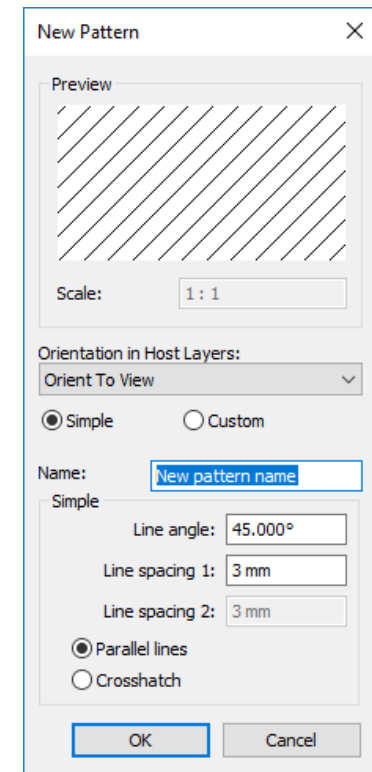 New Pattern
Preview
Scale: 1 : 1
Orientation in Host Layers:
Orient To View
Simple Custom
Name: New pattern name
Simple
Line angle: 45.000°
Line spacing 1: 3 mm
Line spacing 2: 3 mm
Parallel lines
Crosshatch
OK Cancel